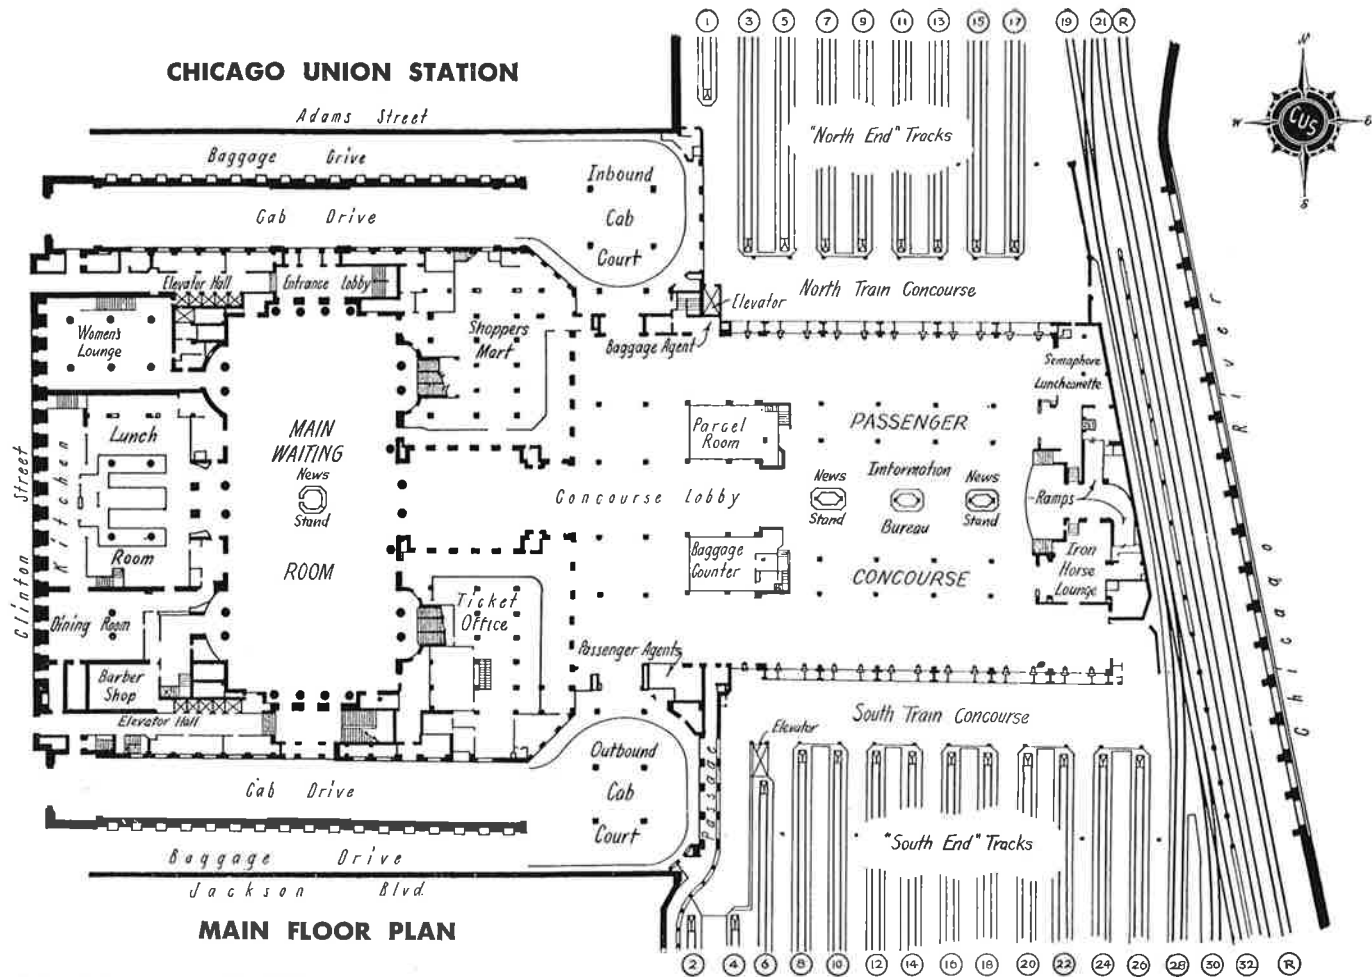 1 3 5 7 9 11 13 15 17 19 21 R
CHICAGO UNION STATION
Adams Street
Baggage Drive
Cab Drive
Inbound
Cab
Court
"North End" Tracks
N
W CUS E
S
Elevator Hall
Entrance Lobby
Elevator
North Train Concourse
Women's
Lounge
Shoppers
Mart
Baggage Agent
Semaphore
Luncheonette
Chicago River
Clinton Street
Kitchen
Lunch
Room
MAIN
WAITING
News
Stand
ROOM
Parcel
Room
PASSENGER
Concourse Lobby
News
Stand
Imformation
Bureau
News
Stand
Ramps
Baggage
Counter
CONCOURSE
Iron
Horse
Lounge
Dining Room
Ticket
Office
Passenger Agents
Barber
Shop
Elevator Hall
South Train Concourse
Elevator
Outbound
Cab
Court
Passage
Cab Drive
"South End" Tracks
Baggage Drive
Jackson Blvd.
MAIN FLOOR PLAN
2 4 6 8 10 12 14 16 18 20 22 24 26 28 30 32 R